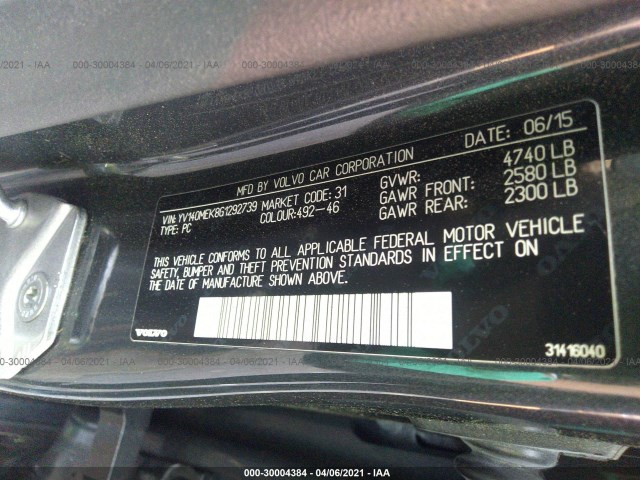 000-30004384 - 04/06/2021 - IAA
MFD BY VOLVO CAR CORPORATION DATE: 06/15
VIN: YV140MEK861292739 MARKET CODE: 31 GVWR: 4740 LB
TYPE: PC COLOUR: 492-46 GAWR FRONT: 2580 LB
GAWR REAR: 2300 LB
THIS VEHICLE CONFORMS TO ALL APPLICABLE FEDERAL MOTOR VEHICLE
SAFETY, BUMPER AND THEFT PREVENTION STANDARDS IN EFFECT ON
THE DATE OF MANUFACTURE SHOWN ABOVE.
VOLVO
31416040
000-30004384 - 04/06/2021 - IAA